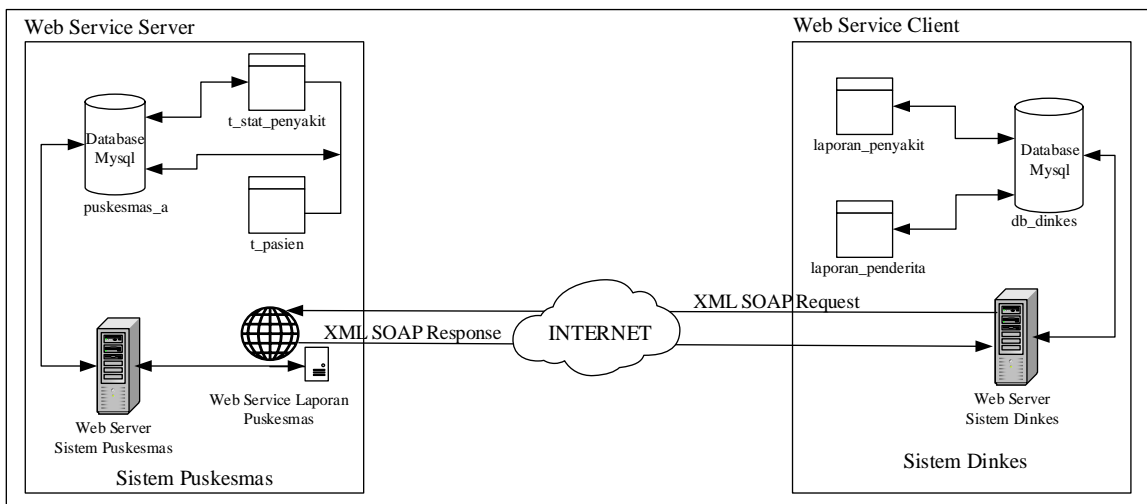 Web Service Server
Database
Mysql
puskesmas_a
t_stat_penyakit
t_pasien
Web Server
Sistem Puskesmas
Web Service Laporan
Puskesmas
Sistem Puskesmas
XML SOAP Response
INTERNET
XML SOAP Request
Web Service Client
laporan_penyakit
laporan_penderita
Database
Mysql
db_dinkes
Web Server
Sistem Dinkes
Sistem Dinkes